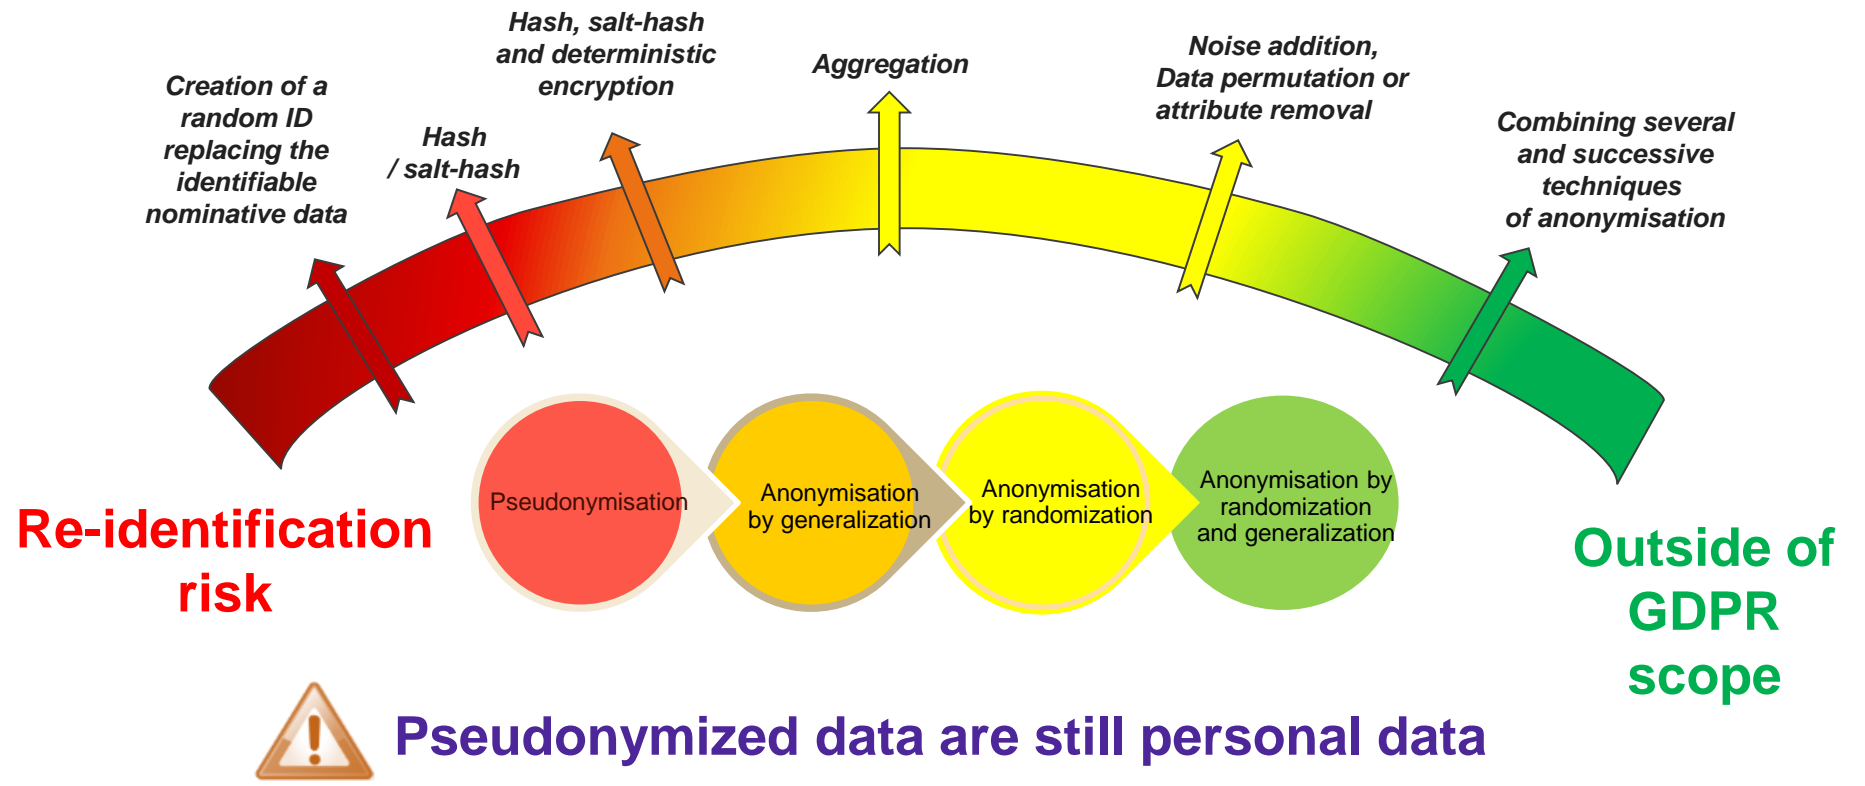 Creation of a
random ID
replacing the
identifiable
nominative data
Hash
/ salt-hash
Hash, salt-hash
and deterministic
encryption
Aggregation
Noise addition,
Data permutation or
attribute removal
Combining several
and successive
techniques
of anonymisation
Re-identification
risk
Pseudonymisation
Anonymisation
by generalization
Anonymisation
by randomization
Anonymisation by
randomization
and generalization
Outside of
GDPR
scope
Pseudonymized data are still personal data